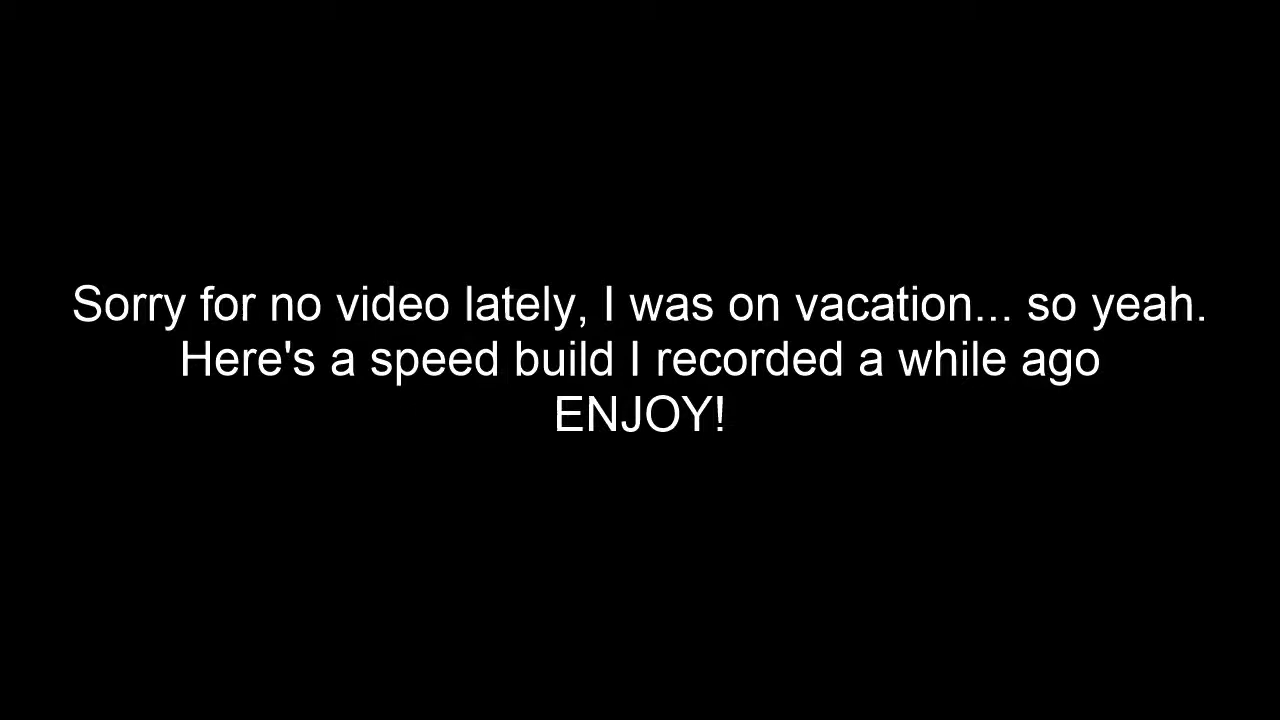 Sorry for no video lately, I was on vacation... so yeah.
Here's a speed build I recorded a while ago
ENJOY!